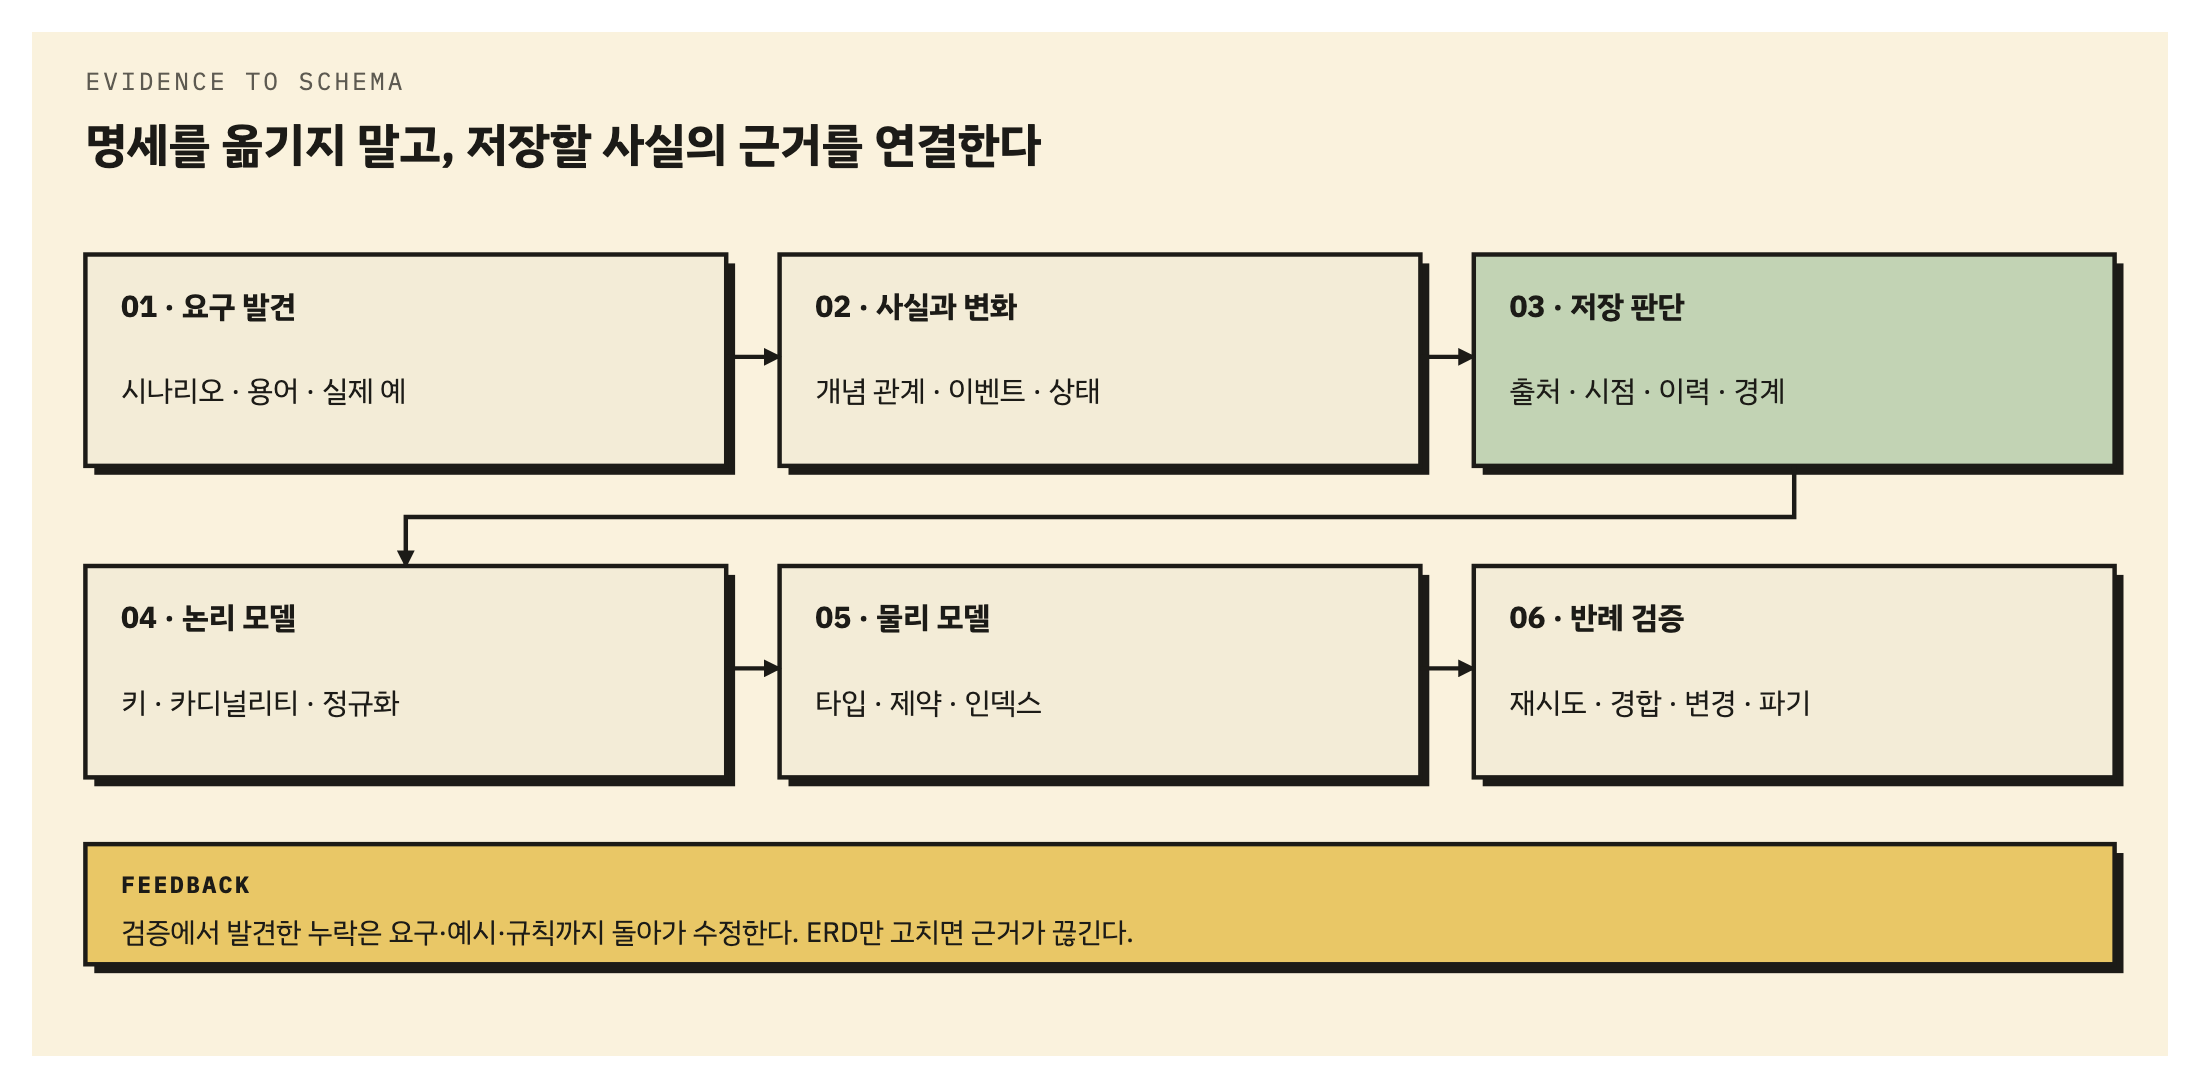 EVIDENCE TO SCHEMA
명세를 옮기지 말고, 저장할 사실의 근거를 연결한다
01 · 요구 발견
시나리오 · 용어 · 실제 예
02 · 사실과 변화
개념 관계 · 이벤트 · 상태
03 · 저장 판단
출처 · 시점 · 이력 · 경계
04 · 논리 모델
키 · 카디널리티 · 정규화
05 · 물리 모델
타입 · 제약 · 인덱스
06 · 반례 검증
재시도 · 경합 · 변경 · 파기
FEEDBACK
검증에서 발견한 누락은 요구·예시·규칙까지 돌아가 수정한다. ERD만 고치면 근거가 끊긴다.